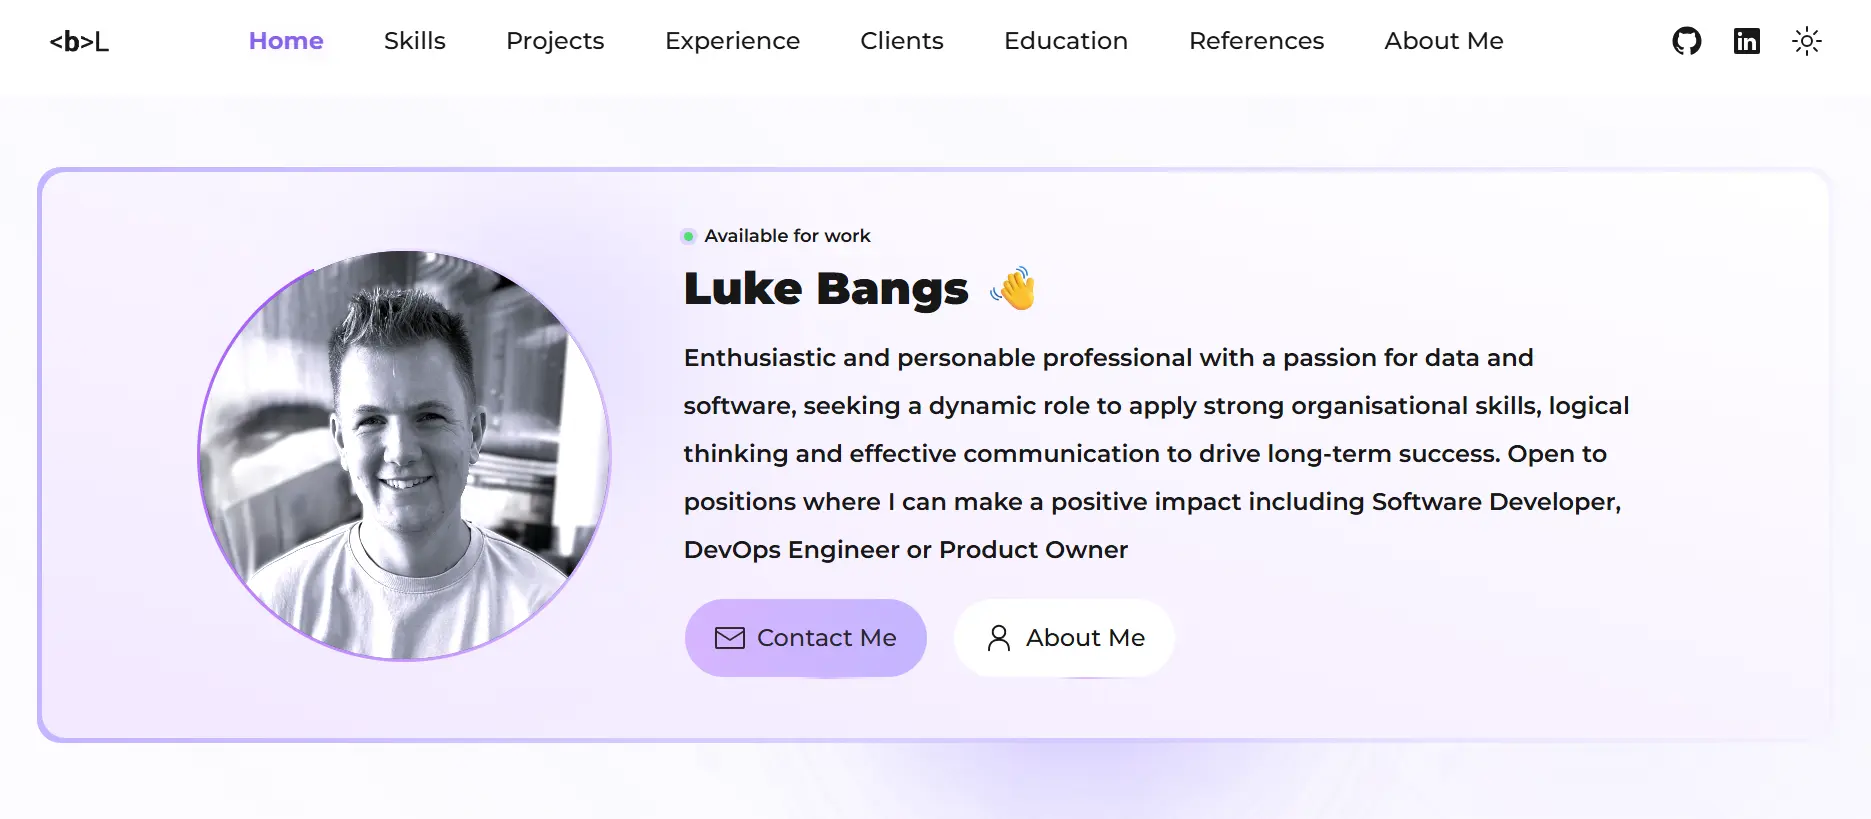 <b>L
Home Skills Projects Experience Clients Education References About Me
Available for work
Luke Bangs 👋
Enthusiastic and personable professional with a passion for data and
software, seeking a dynamic role to apply strong organisational skills, logical
thinking and effective communication to drive long-term success. Open to
positions where I can make a positive impact including Software Developer,
DevOps Engineer or Product Owner
Contact Me
About Me